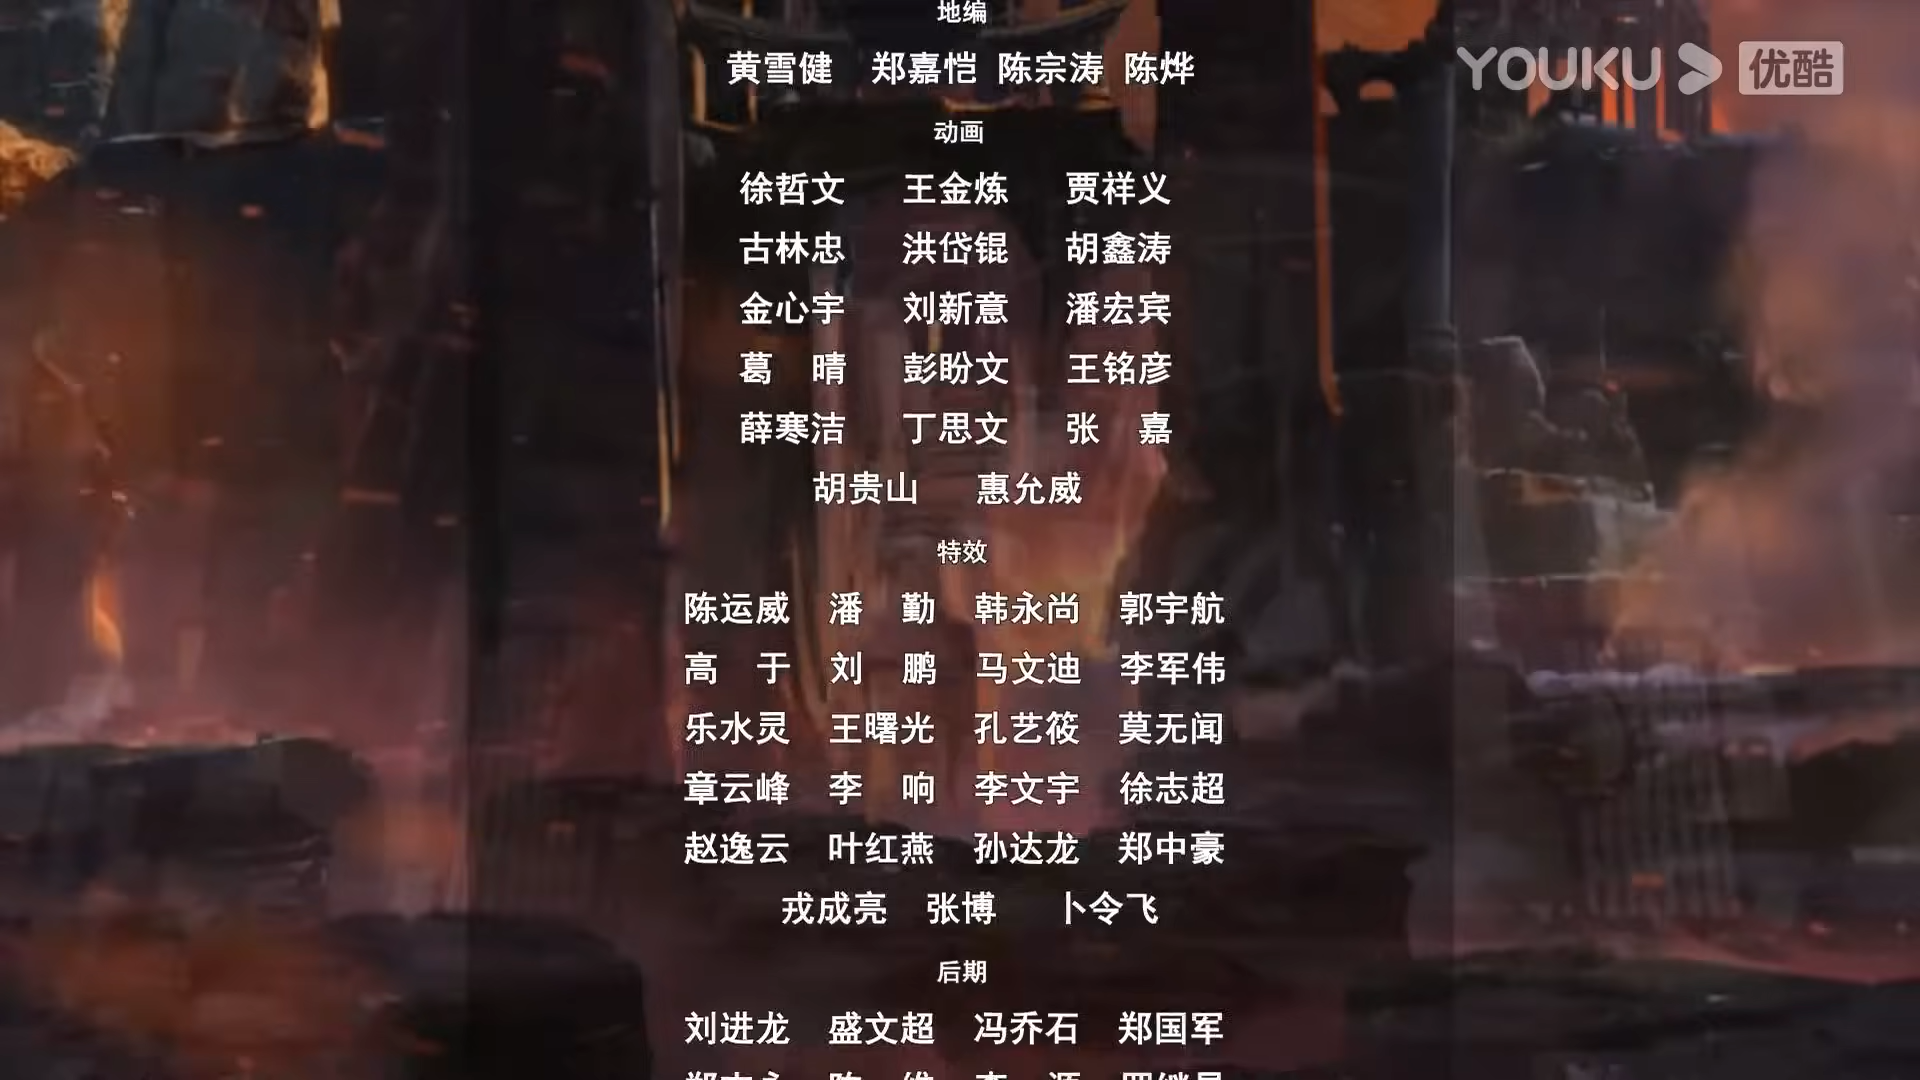 地编
YOUKU 优酷
黄雪健 郑嘉恺 陈宗涛 陈烨
动画
徐哲文 王金炼 贾祥义
古林忠 洪岱锟 胡鑫涛
金心宇 刘新意 潘宏宾
葛 晴 彭盼文 王铭彦
薛寒洁 丁思文 张 嘉
胡贵山 惠允威
特效
陈运威 潘 勤 韩永尚 郭宇航
高 于 刘 鹏 马文迪 李军伟
乐水灵 王曙光 孔艺筱 莫无闻
章云峰 李 响 李文宇 徐志超
赵逸云 叶红燕 孙达龙 郑中豪
戎成亮 张博 卜令飞
后期
刘进龙 盛文超 冯乔石 郑国军